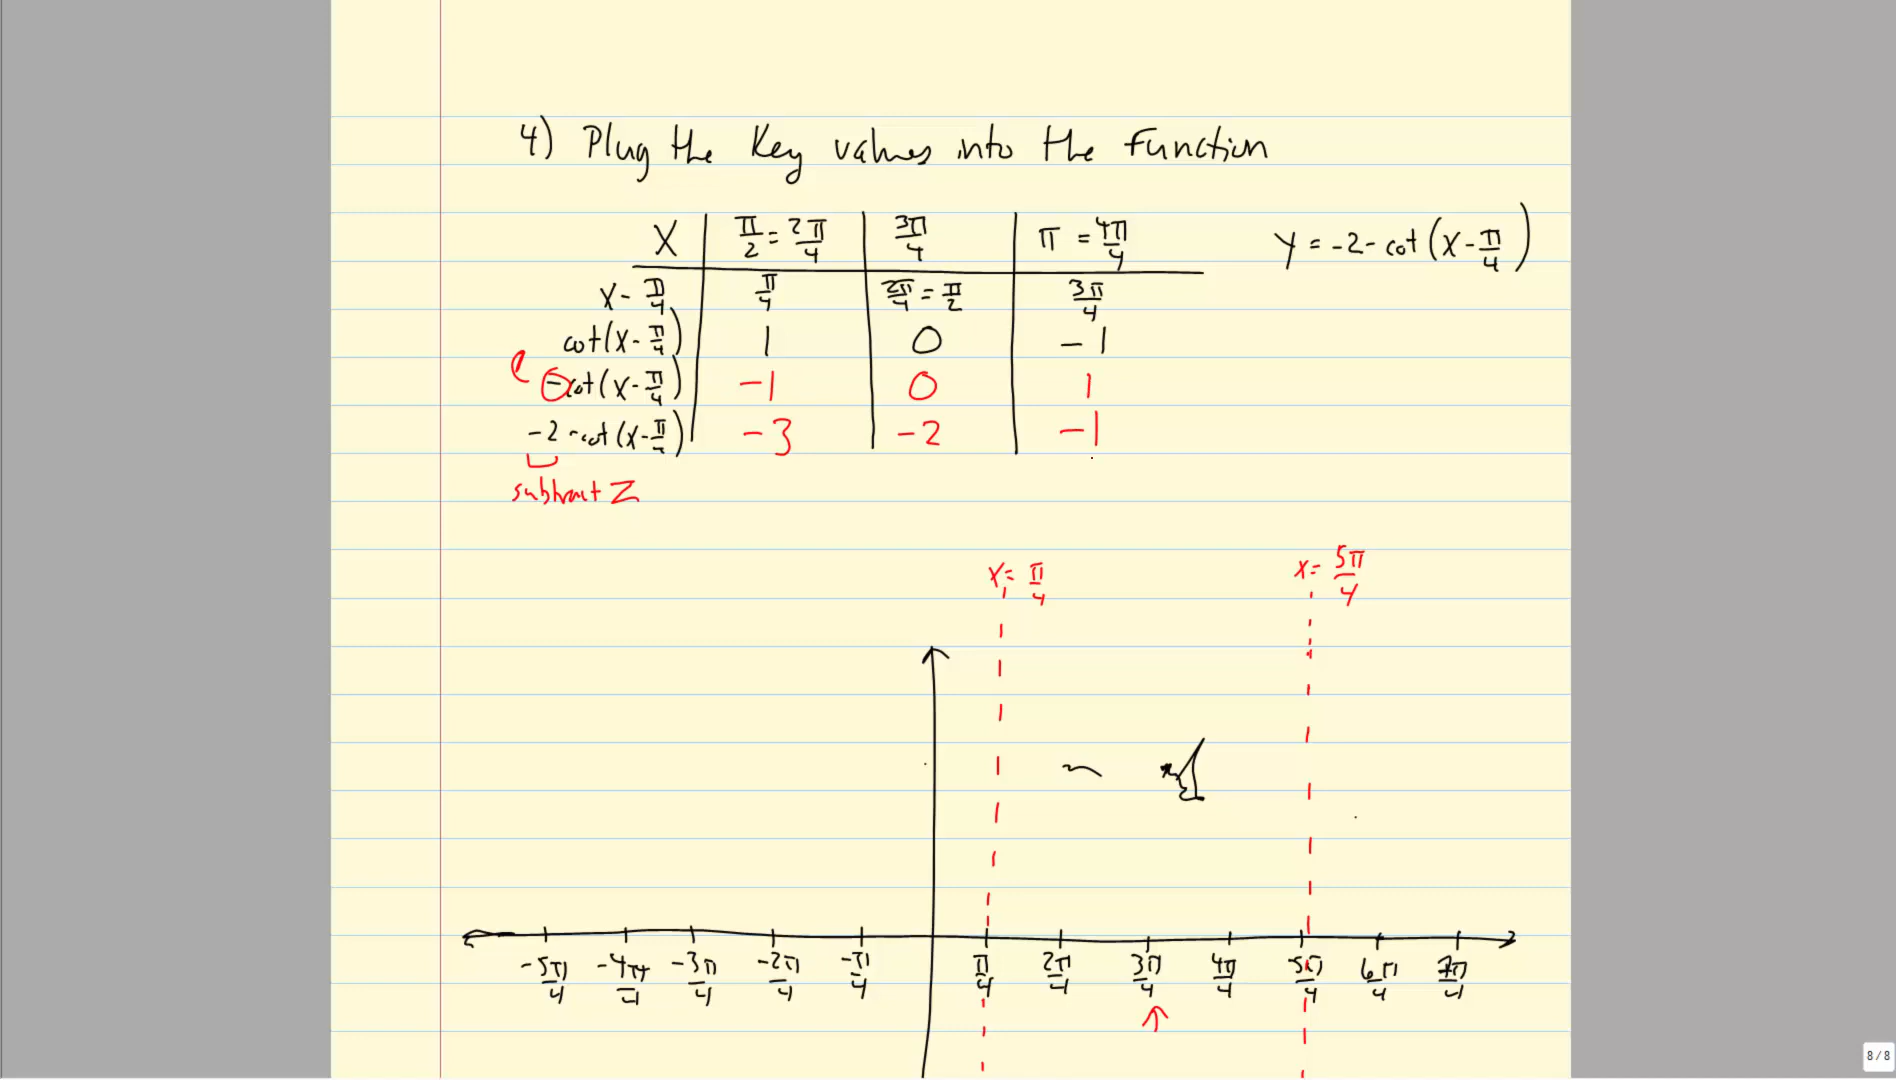 4) Plug the Key values into the Function
X | π/2 = 2π/4 | 3π/4 | π = 4π/4
y = -2 - cot(x - π/4)
x - π/4 | π/4 | 2π/4 = π/2 | 3π/4
cot(x - π/4) | 1 | 0 | -1
-cot(x - π/4) | -1 | 0 | 1
-2 - cot(x - π/4) | -3 | -2 | -1
subtract 2
x = π/4
x = 5π/4
-5π/4 -4π/4 -3π/4 -2π/4 -π/4 π/4 2π/4 3π/4 4π/4 5π/4 6π/4 7π/4
8/8